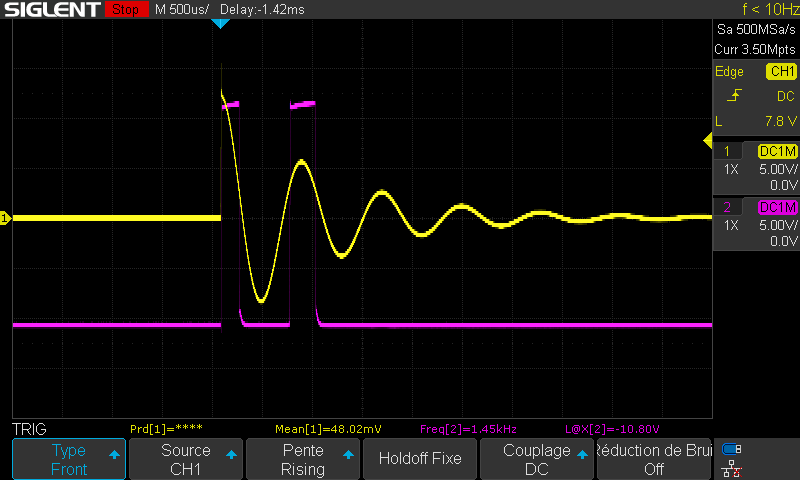 SIGLENT Stop M 500us/ Delay:-1.42ms f < 10Hz
Sa 500MSa/s
Curr 3.50Mpts
Edge CH1
DC
L 7.8 V
1 DC1M
1X 5.00V/
0.0V
2 DC1M
1X 5.00V/
0.0V
1
TRIG Prd[1]=**** Mean[1]=48.02mV Freq[2]=1.45kHz L@X[2]=-10.80V
Type
Front
Source
CH1
Pente
Rising
Holdoff Fixe
Couplage
DC
Réduction de Brui
Off